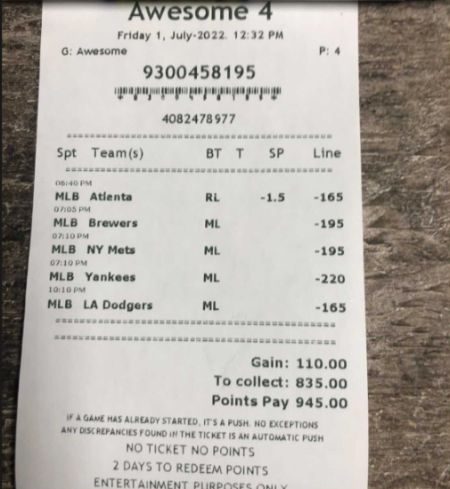 Awesome 4
Friday 1, July-2022. 12:32 PM
G: Awesome P: 4
9300458195
4082478977
Spt Team(s) BT T SP Line
06:40 PM
MLB Atlenta RL -1.5 -165
07:05 PM
MLB Brewers ML -195
07:10 PM
MLB NY Mets ML -195
07:10 PM
MLB Yankees ML -220
10:10 PM
MLB LA Dodgers ML -165
Gain: 110.00
To collect: 835.00
Points Pay 945.00
IF A GAME HAS ALREADY STARTED, IT'S A PUSH. NO EXCEPTIONS
ANY DISCREPANCIES FOUND IN THE TICKET IS AN AUTOMATIC PUSH
NO TICKET NO POINTS
2 DAYS TO REDEEM POINTS
ENTERTAINMENT PURPOSES ONLY